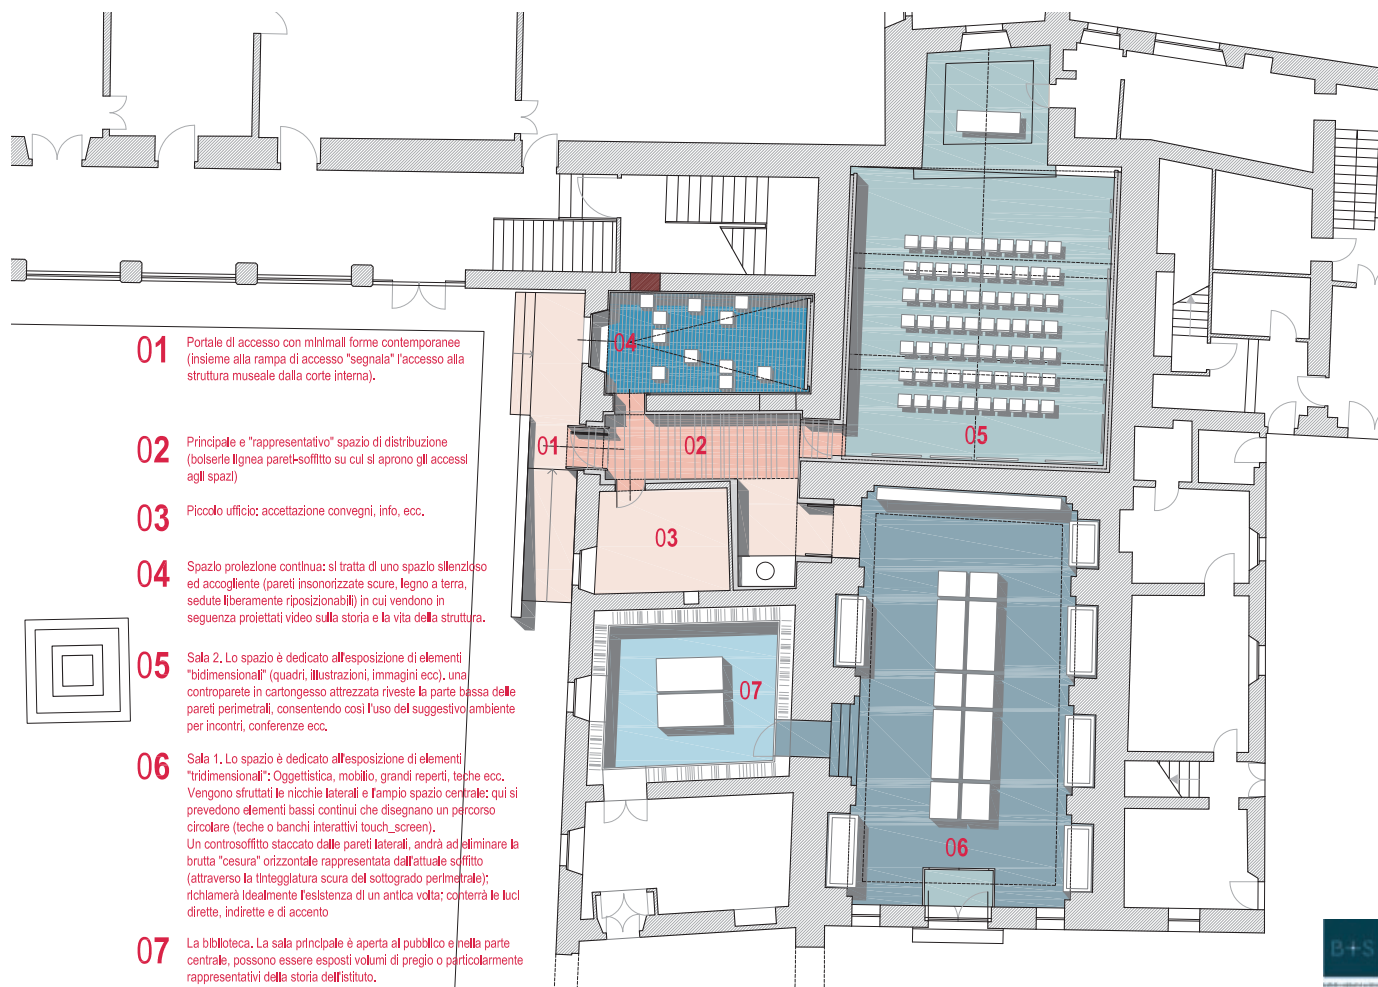 01 Portale di accesso con minimali forme contemporanee
(insieme alla rampa di accesso "segnala" l'accesso alla
struttura museale dalla corte interna).
02 Principale e "rappresentativo" spazio di distribuzione
(boiserie lignea pareti-soffitto su cui si aprono gli accessi
agli spazi)
03 Piccolo ufficio: accettazione convegni, info, ecc.
04 Spazio proiezione continua: si tratta di uno spazio silenzioso
ed accogliente (pareti insonorizzate scure, legno a terra,
sedute liberamente riposizionabili) in cui vendono in
seguenza proiettati video sulla storia e la vita della struttura.
05 Sala 2. Lo spazio è dedicato all'esposizione di elementi
"bidimensionali" (quadri, illustrazioni, immagini ecc). una
controparete in cartongesso attrezzata riveste la parte bassa delle
pareti perimetrali, consentendo così l'uso del suggestivo ambiente
per incontri, conferenze ecc.
06 Sala 1. Lo spazio è dedicato all'esposizione di elementi
"tridimensionali": Oggettistica, mobilio, grandi reperti, teche ecc.
Vengono sfruttati le nicchie laterali e l'ampio spazio centrale: qui si
prevedono elementi bassi continui che disegnano un percorso
circolare (teche o banchi interattivi touch_screen).
Un controsoffitto staccato dalle pareti laterali, andrà ad eliminare la
brutta "cesura" orizzontale rappresentata dall'attuale soffitto
(attraverso la tinteggiatura scura del sottogrado perimetrale);
richiamerà idealmente l'esistenza di un antica volta; conterrà le luci
dirette, indirette e di accento
07 La biblioteca. La sala principale è aperta al pubblico e nella parte
centrale, possono essere esposti volumi di pregio o particolarmente
rappresentativi della storia dell'istituto.
04
01
02
05
03
07
06
B+S